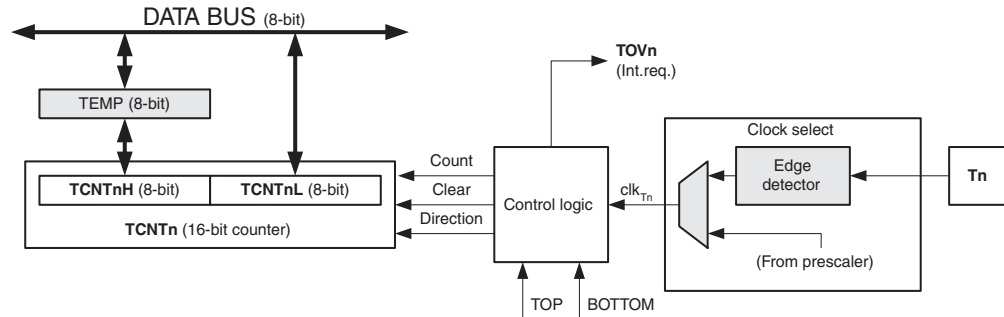 DATA BUS (8-bit)
TEMP (8-bit)
TCNTnH (8-bit)
TCNTnL (8-bit)
TCNTn (16-bit counter)
Count
Clear
Direction
Control logic
TOVn
(Int.req.)
TOP
BOTTOM
clkTn
Clock select
Edge
detector
(From prescaler)
Tn